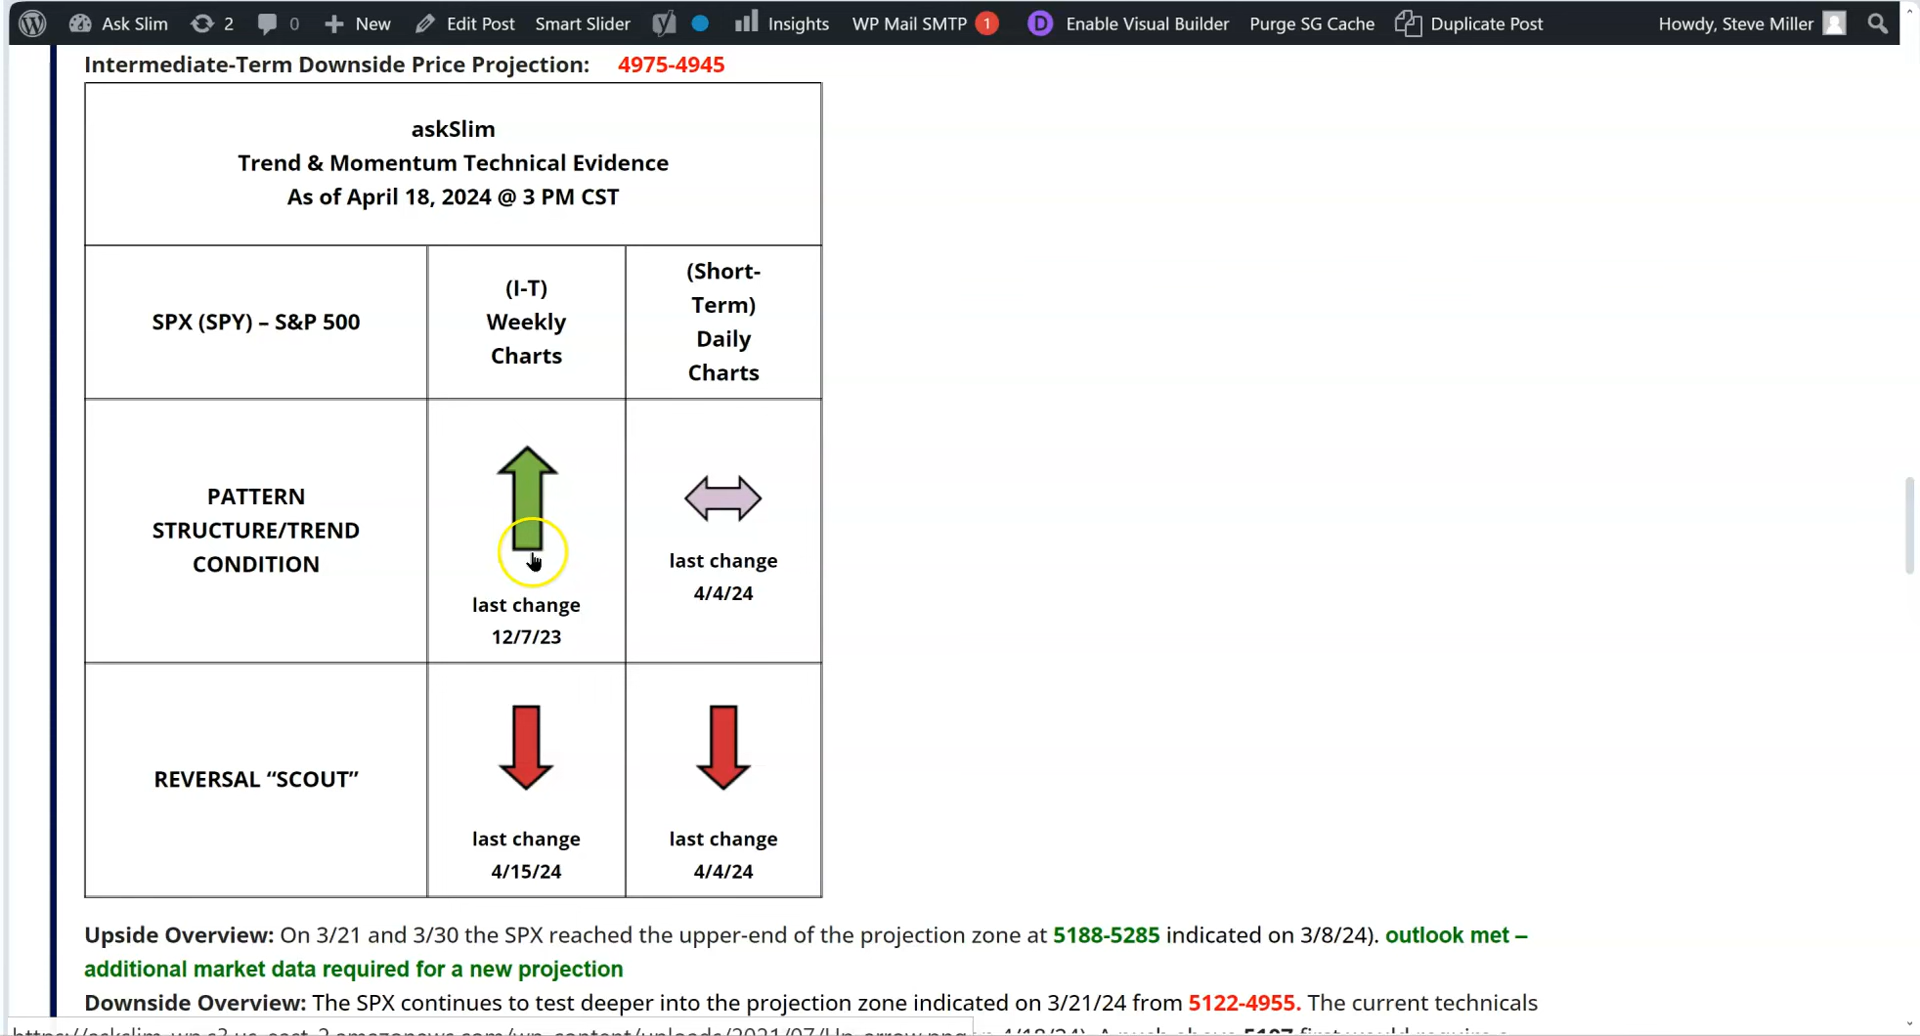 Ask Slim 2 0 New Edit Post Smart Slider Insights WP Mail SMTP 1 D Enable Visual Builder Purge SG Cache Duplicate Post Howdy, Steve Miller
Intermediate-Term Downside Price Projection: 4975-4945
askSlim
Trend & Momentum Technical Evidence
As of April 18, 2024 @ 3 PM CST
SPX (SPY) – S&P 500
(I-T)
Weekly
Charts
(Short-
Term)
Daily
Charts
PATTERN
STRUCTURE/TREND
CONDITION
last change
12/7/23
last change
4/4/24
REVERSAL “SCOUT”
last change
4/15/24
last change
4/4/24
Upside Overview: On 3/21 and 3/30 the SPX reached the upper-end of the projection zone at 5188-5285 indicated on 3/8/24). outlook met –
additional market data required for a new projection
Downside Overview: The SPX continues to test deeper into the projection zone indicated on 3/21/24 from 5122-4955. The current technicals